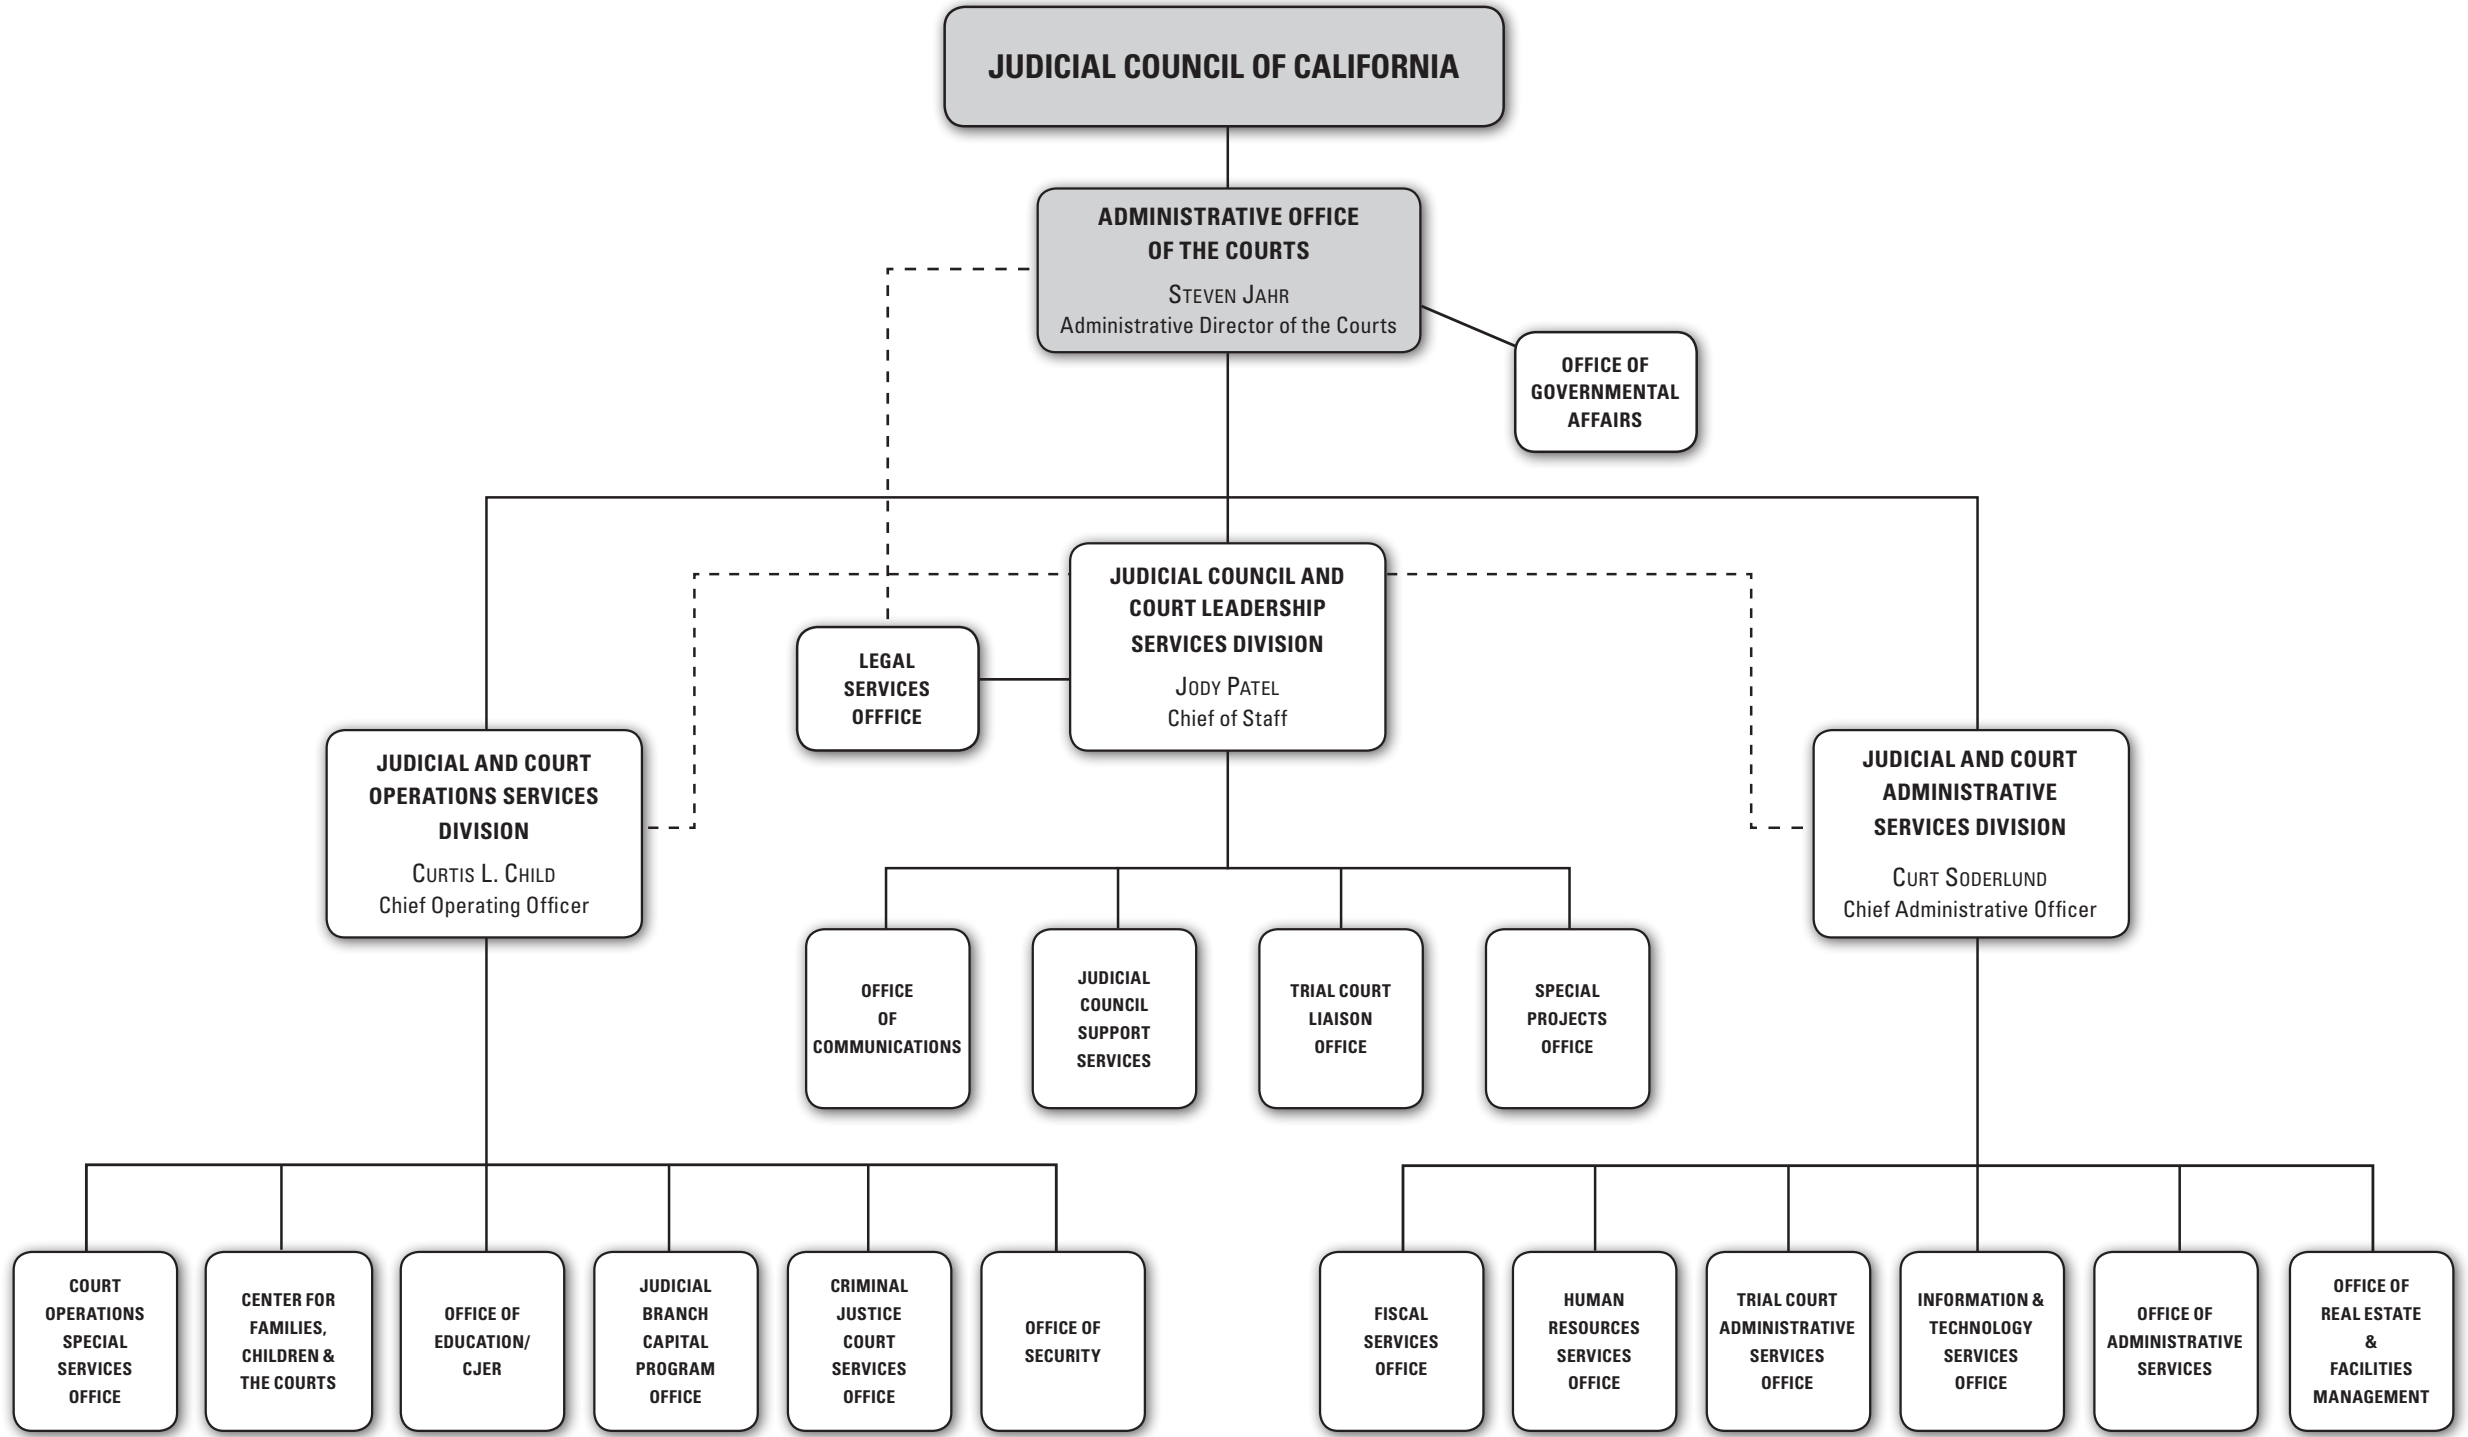 JUDICIAL COUNCIL OF CALIFORNIA
ADMINISTRATIVE OFFICE
OF THE COURTS
STEVEN JAHR
Administrative Director of the Courts
OFFICE OF
GOVERNMENTAL
AFFAIRS
JUDICIAL COUNCIL AND
COURT LEADERSHIP
SERVICES DIVISION
JODY PATEL
Chief of Staff
LEGAL
SERVICES
OFFFICE
JUDICIAL AND COURT
OPERATIONS SERVICES
DIVISION
CURTIS L. CHILD
Chief Operating Officer
JUDICIAL AND COURT
ADMINISTRATIVE
SERVICES DIVISION
CURT SODERLUND
Chief Administrative Officer
OFFICE
OF
COMMUNICATIONS
JUDICIAL
COUNCIL
SUPPORT
SERVICES
TRIAL COURT
LIAISON
OFFICE
SPECIAL
PROJECTS
OFFICE
COURT
OPERATIONS
SPECIAL
SERVICES
OFFICE
CENTER FOR
FAMILIES,
CHILDREN &
THE COURTS
OFFICE OF
EDUCATION/
CJER
JUDICIAL
BRANCH
CAPITAL
PROGRAM
OFFICE
CRIMINAL
JUSTICE
COURT
SERVICES
OFFICE
OFFICE OF
SECURITY
FISCAL
SERVICES
OFFICE
HUMAN
RESOURCES
SERVICES
OFFICE
TRIAL COURT
ADMINISTRATIVE
SERVICES
OFFICE
INFORMATION &
TECHNOLOGY
SERVICES
OFFICE
OFFICE OF
ADMINISTRATIVE
SERVICES
OFFICE OF
REAL ESTATE
&
FACILITIES
MANAGEMENT